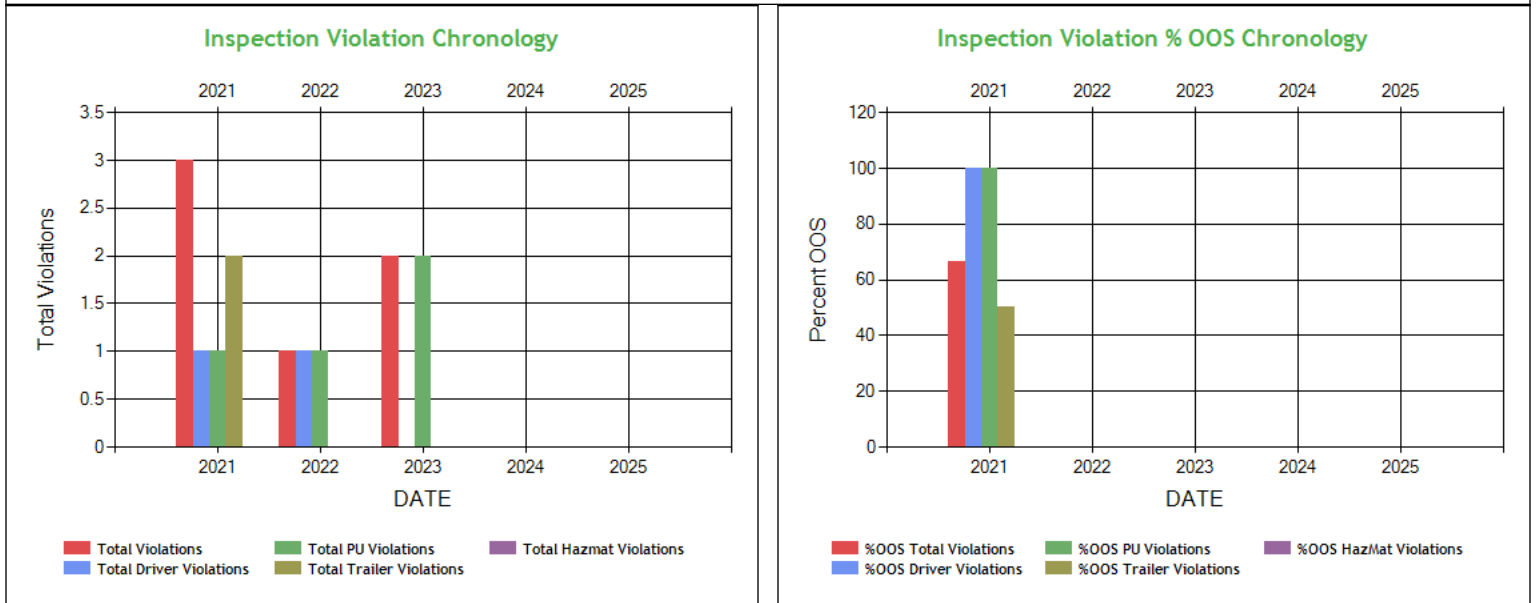 Inspection Violation Chronology
2021 2022 2023 2024 2025
3.5
3
2.5
2
1.5
1
0.5
0
Total Violations
2021 2022 2023 2024 2025
DATE
Total Violations Total PU Violations Total Hazmat Violations
Total Driver Violations Total Trailer Violations
Inspection Violation % OOS Chronology
2021 2022 2023 2024 2025
120
100
80
60
40
20
0
Percent OOS
2021 2022 2023 2024 2025
DATE
%OOS Total Violations %OOS PU Violations %OOS HazMat Violations
%OOS Driver Violations %OOS Trailer Violations